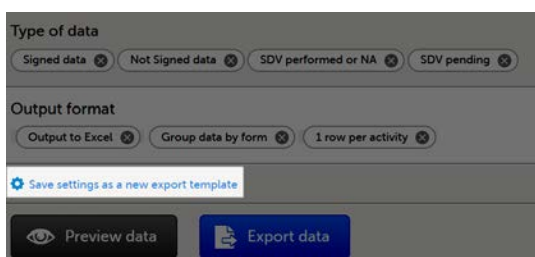 Type of data
Signed data Not Signed data SDV performed or NA SDV pending
Output format
Output to Excel Group data by form 1 row per activity
Save settings as a new export template
Preview data Export data